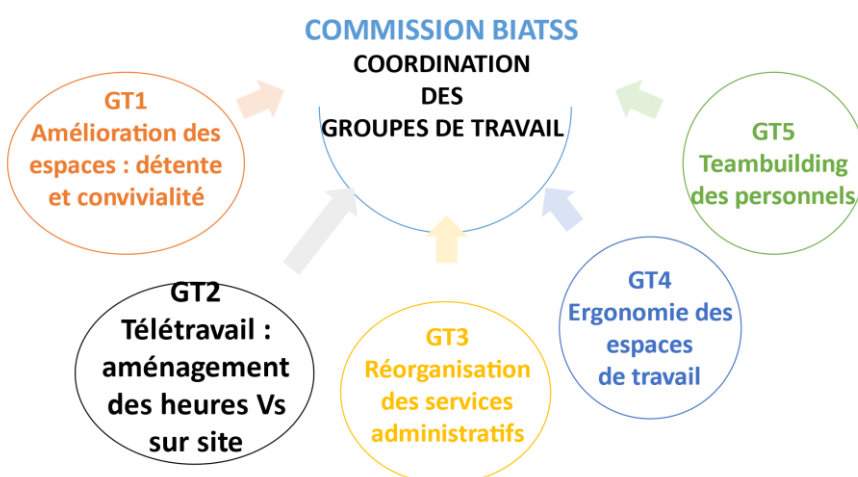 COMMISSION BIATSS
COORDINATION
DES
GROUPES DE TRAVAIL
GT1
Amélioration des
espaces : détente
et convivialité
GT2
Télétravail :
aménagement
des heures Vs
sur site
GT3
Réorganisation
des services
administratifs
GT4
Ergonomie des
espaces
de travail
GT5
Teambuilding
des personnels